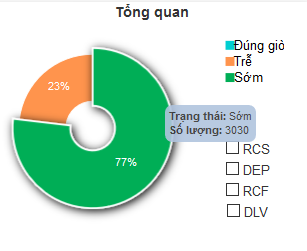 Tổng quan
Đúng giờ
Trễ
Sớm
23%
77%
Trạng thái: Sớm
Số lượng: 3030
RCS
DEP
RCF
DLV